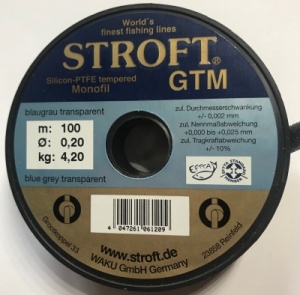 World´s
finest fishing lines
STROFT®
GTM
Silicon-PTFE tempered
Monofil
blaugrau transparent
zul. Durchmesserschwankung
+/- 0,002 mm
zul. Nennmaßabweichung
+0,000 bis +0,025 mm
zul. Tragkraftabweichung
+/- 10%
m: 100
Ø: 0,20
kg: 4,20
EFTTA
blue grey transparent
4 047261 061209
www.stroft.de
WAKU GmbH Germany
23858 Reinfeld